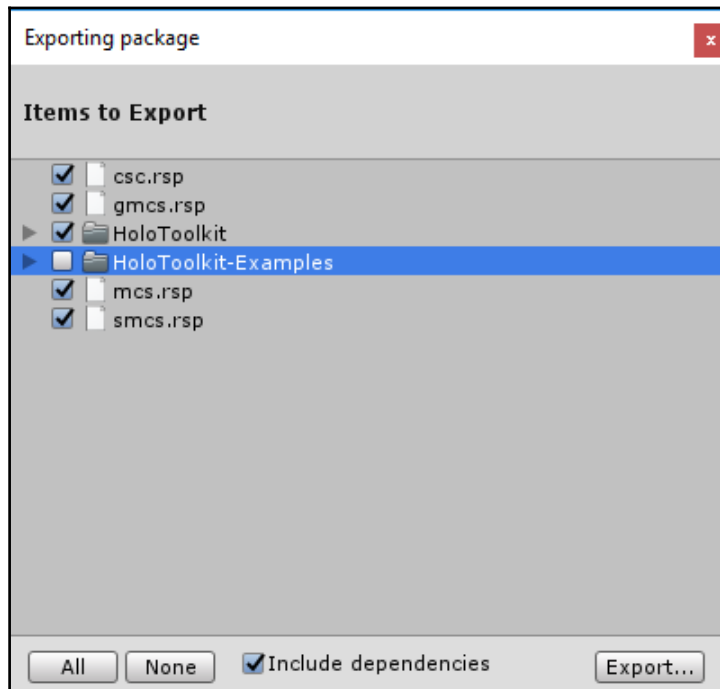 Exporting package
x
Items to Export
csc.rsp
gmcs.rsp
HoloToolkit
HoloToolkit-Examples
mcs.rsp
smcs.rsp
All None Include dependencies Export...